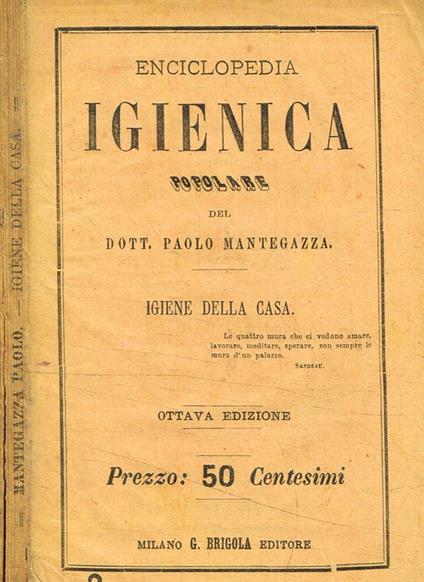 MANTEGAZZA PAOLO. — IGIENE DELLA CASA.
ENCICLOPEDIA
IGIENICA
POPOLARE
DEL
DOTT. PAOLO MANTEGAZZA.
IGIENE DELLA CASA.
Le quattro mura che ci vedono amare,
lavorare, meditare, sperare, son sempre le
mura d'un palazzo.
SANDEAU.
OTTAVA EDIZIONE
Prezzo: 50 Centesimi
MILANO G. BRIGOLA EDITORE